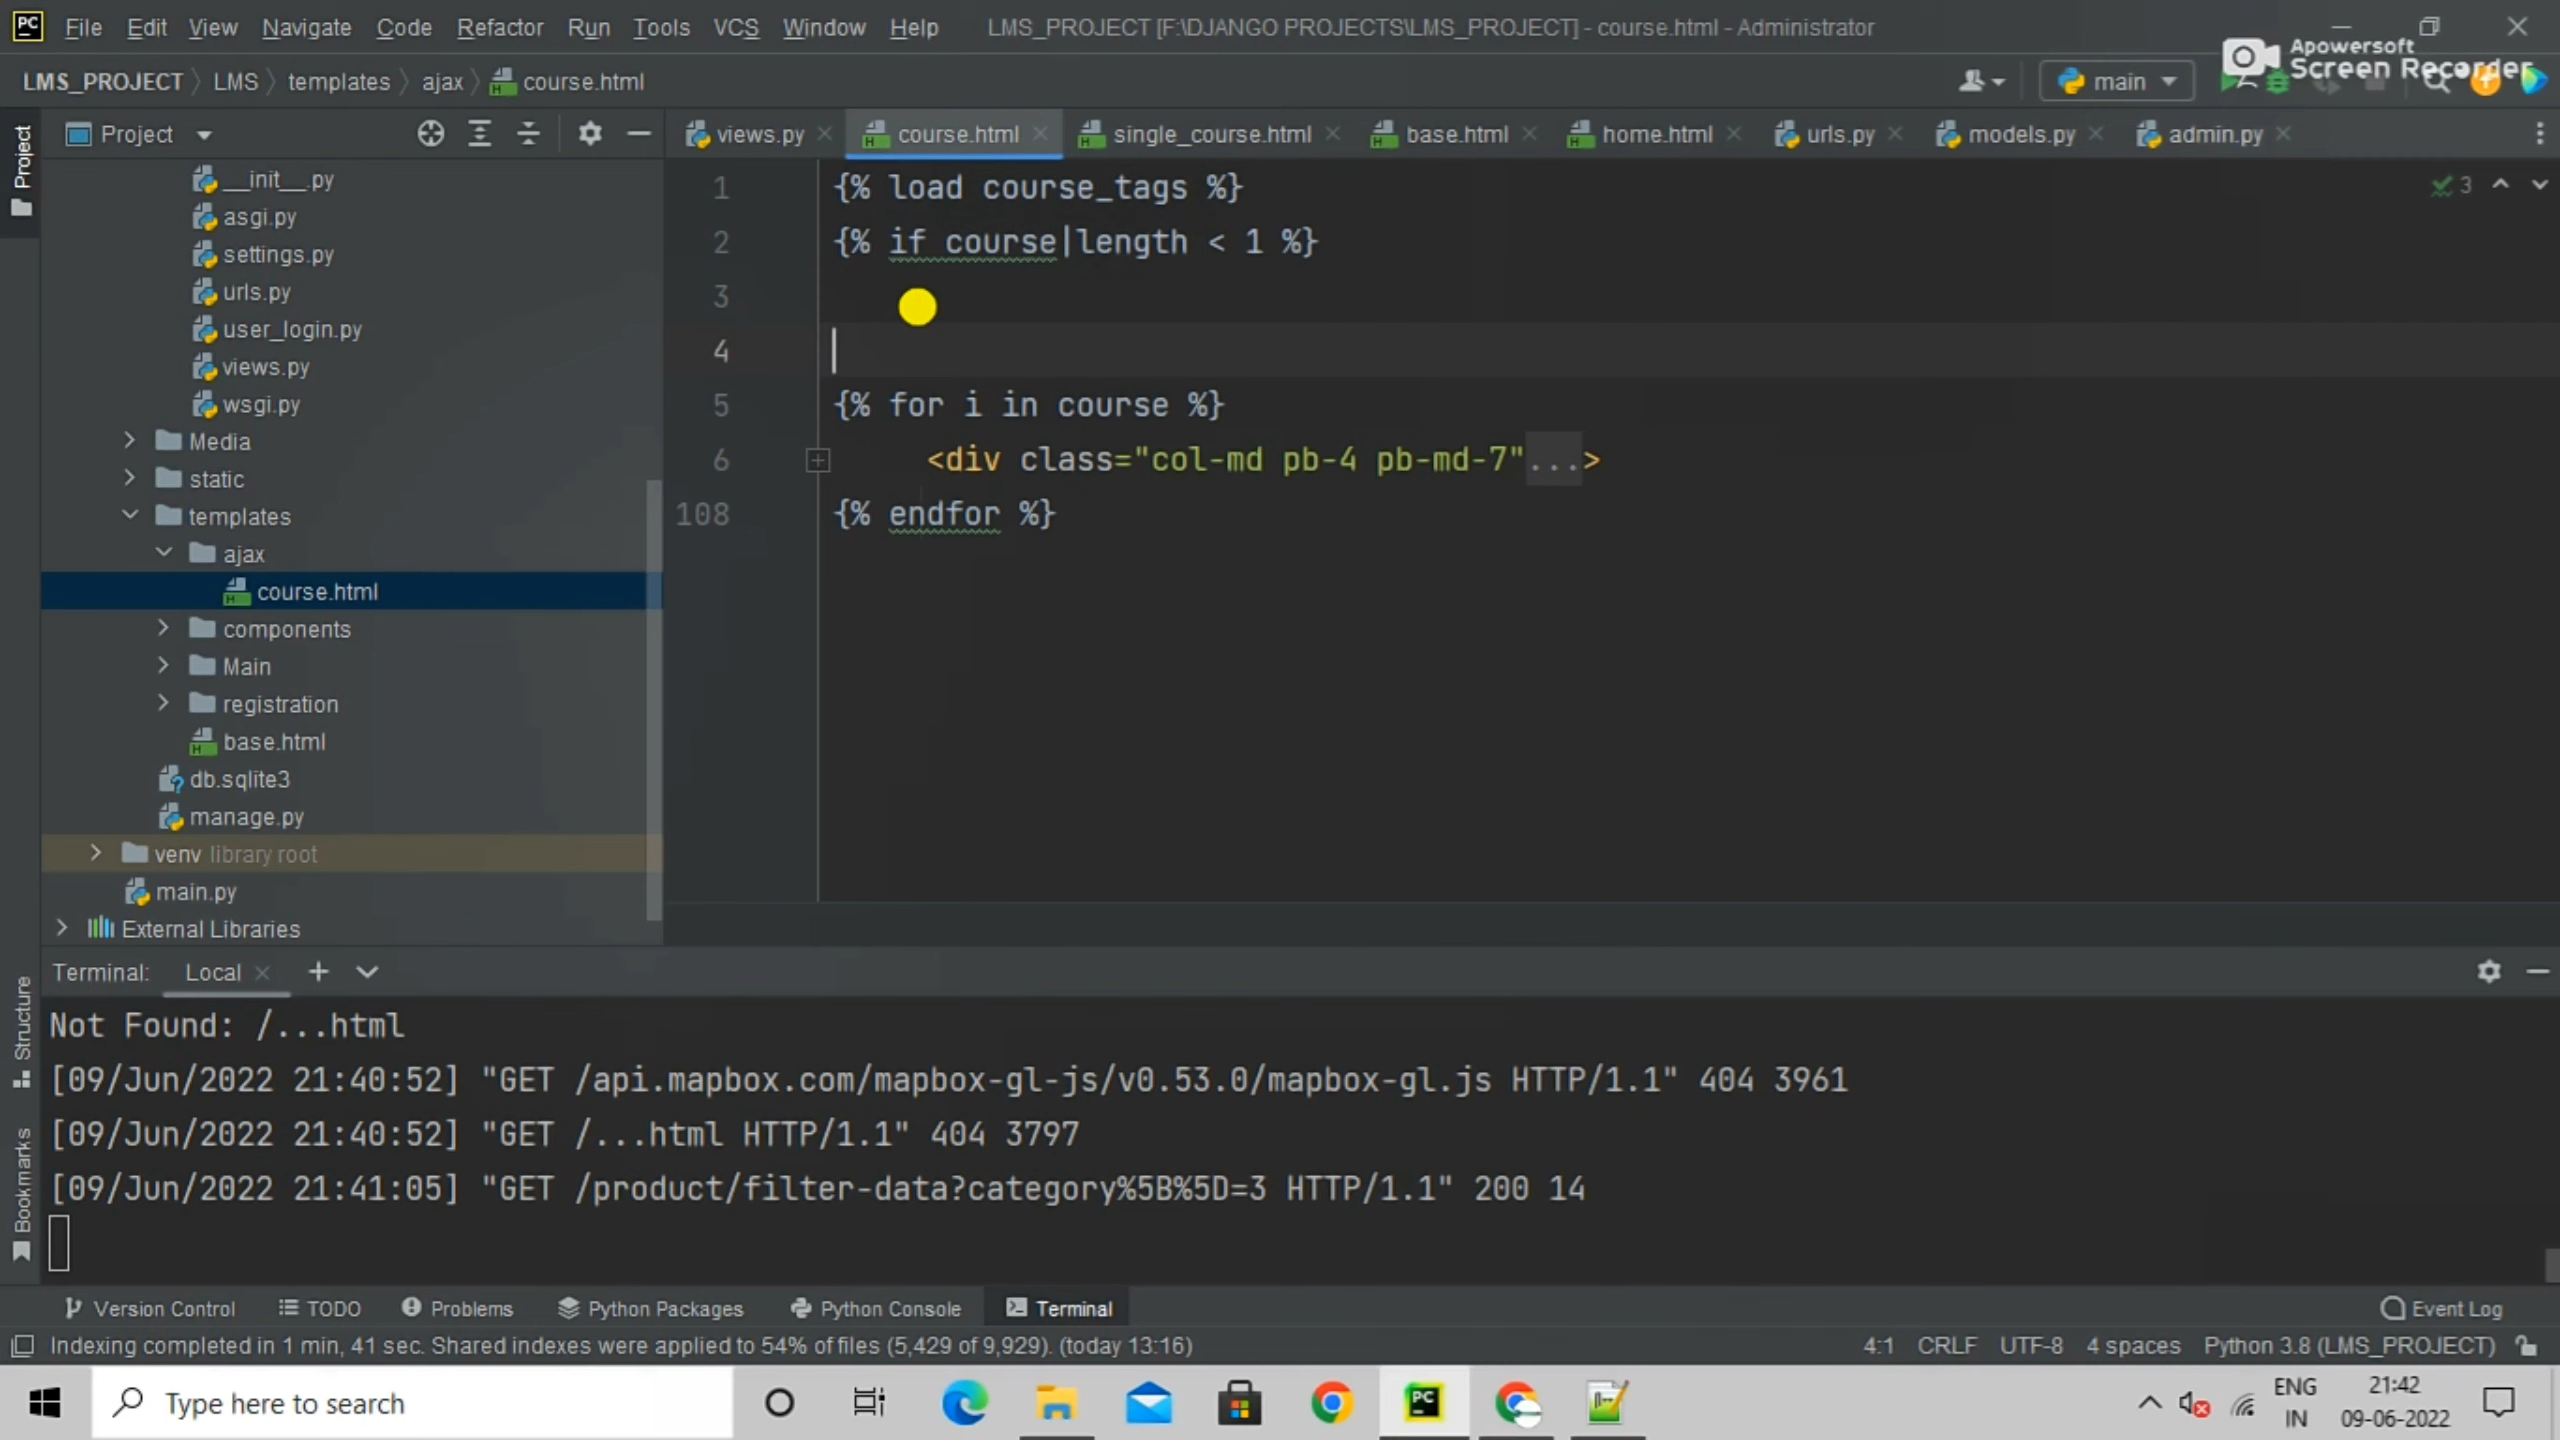 PC File Edit View Navigate Code Refactor Run Tools VCS Window Help LMS_PROJECT [F:\DJANGO PROJECTS\LMS_PROJECT] - course.html - Administrator
Apowersoft
Screen Recorder
LMS_PROJECT LMS templates ajax course.html main
Project
Project
views.py course.html single_course.html base.html home.html urls.py models.py admin.py
__init__.py
asgi.py
settings.py
urls.py
user_login.py
views.py
wsgi.py
Media
static
templates
ajax
course.html
components
Main
registration
base.html
db.sqlite3
manage.py
venv library root
main.py
External Libraries
1 {% load course_tags %}
3
2 {% if course|length < 1 %}
3
4
5 {% for i in course %}
6 <div class="col-md pb-4 pb-md-7"...>
108 {% endfor %}
Terminal: Local
Structure
Bookmarks
Not Found: /...html
[09/Jun/2022 21:40:52] "GET /api.mapbox.com/mapbox-gl-js/v0.53.0/mapbox-gl.js HTTP/1.1" 404 3961
[09/Jun/2022 21:40:52] "GET /...html HTTP/1.1" 404 3797
[09/Jun/2022 21:41:05] "GET /product/filter-data?category%5B%5D=3 HTTP/1.1" 200 14
Version Control TODO Problems Python Packages Python Console Terminal Event Log
Indexing completed in 1 min, 41 sec. Shared indexes were applied to 54% of files (5,429 of 9,929). (today 13:16) 4:1 CRLF UTF-8 4 spaces Python 3.8 (LMS_PROJECT)
Type here to search
PC
ENG
IN
21:42
09-06-2022